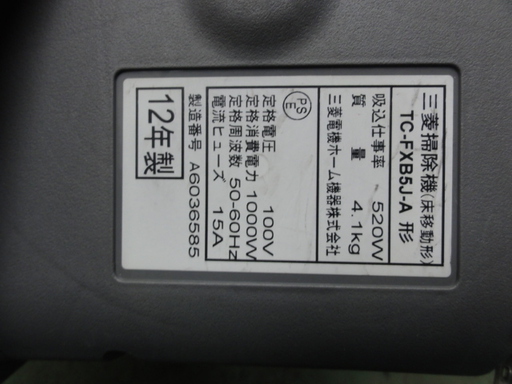 三菱掃除機(床移動形)
TC-FXB5J-A 形
吸込仕事率 520W
質量 4.1kg
三菱電機ホーム機器株式会社
PSE
定格電圧 100V
定格消費電力 1000W
定格周波数 50-60Hz
電流ヒューズ 15A
製造番号 A6036585
12年製